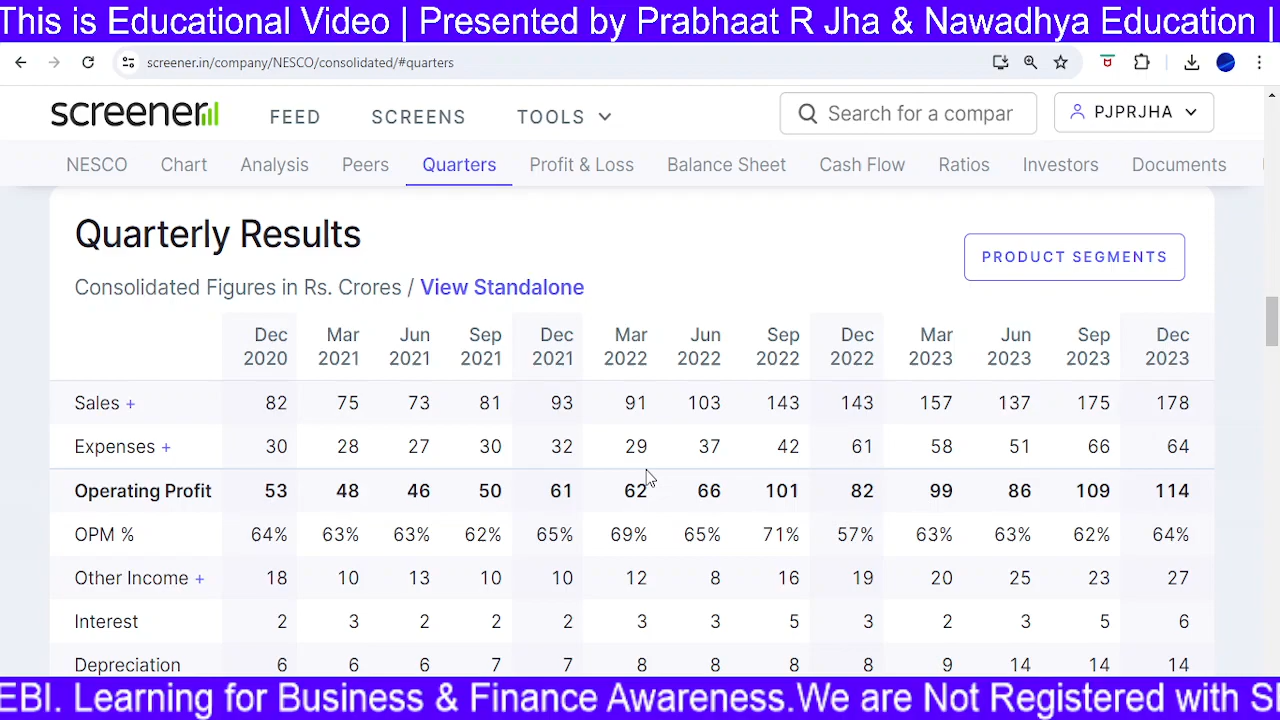 This is Educational Video | Presented by Prabhaat R Jha & Nawadhya Education |
screener.in/company/NESCO/consolidated/#quarters
screener FEED SCREENS TOOLS Search for a compar PJPRJHA
NESCO Chart Analysis Peers Quarters Profit & Loss Balance Sheet Cash Flow Ratios Investors Documents
Quarterly Results
PRODUCT SEGMENTS
Consolidated Figures in Rs. Crores / View Standalone
Dec Mar Jun Sep Dec Mar Jun Sep Dec Mar Jun Sep Dec
2020 2021 2021 2021 2021 2022 2022 2022 2022 2023 2023 2023 2023
Sales + 82 75 73 81 93 91 103 143 143 157 137 175 178
Expenses + 30 28 27 30 32 29 37 42 61 58 51 66 64
Operating Profit 53 48 46 50 61 62 66 101 82 99 86 109 114
OPM % 64% 63% 63% 62% 65% 69% 65% 71% 57% 63% 63% 62% 64%
Other Income + 18 10 13 10 10 12 8 16 19 20 25 23 27
Interest 2 3 2 2 2 3 3 5 3 2 3 5 6
Depreciation 6 6 6 7 7 8 8 8 8 9 14 14 14
EBI. Learning for Business & Finance Awareness.We are Not Registered with SE